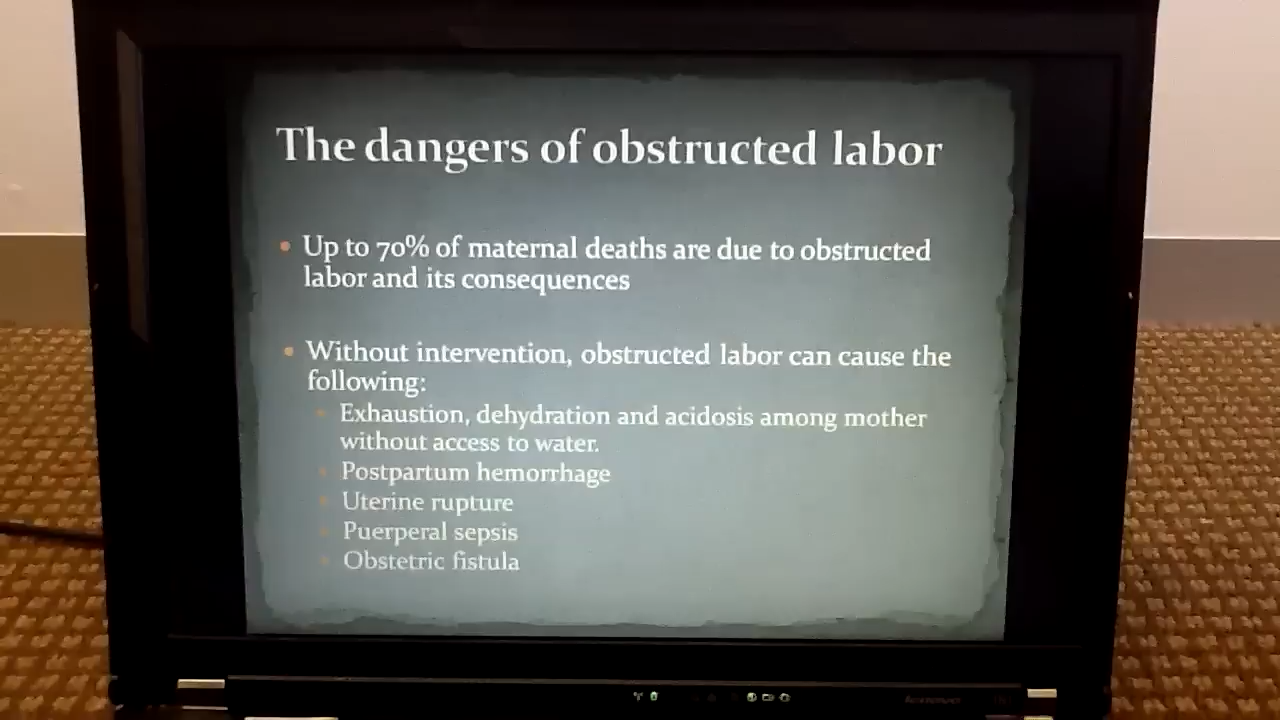 The dangers of obstructed labor
Up to 70% of maternal deaths are due to obstructed
labor and its consequences
Without intervention, obstructed labor can cause the
following:
Exhaustion, dehydration and acidosis among mother
without access to water.
Postpartum hemorrhage
Uterine rupture
Puerperal sepsis
Obstetric fistula